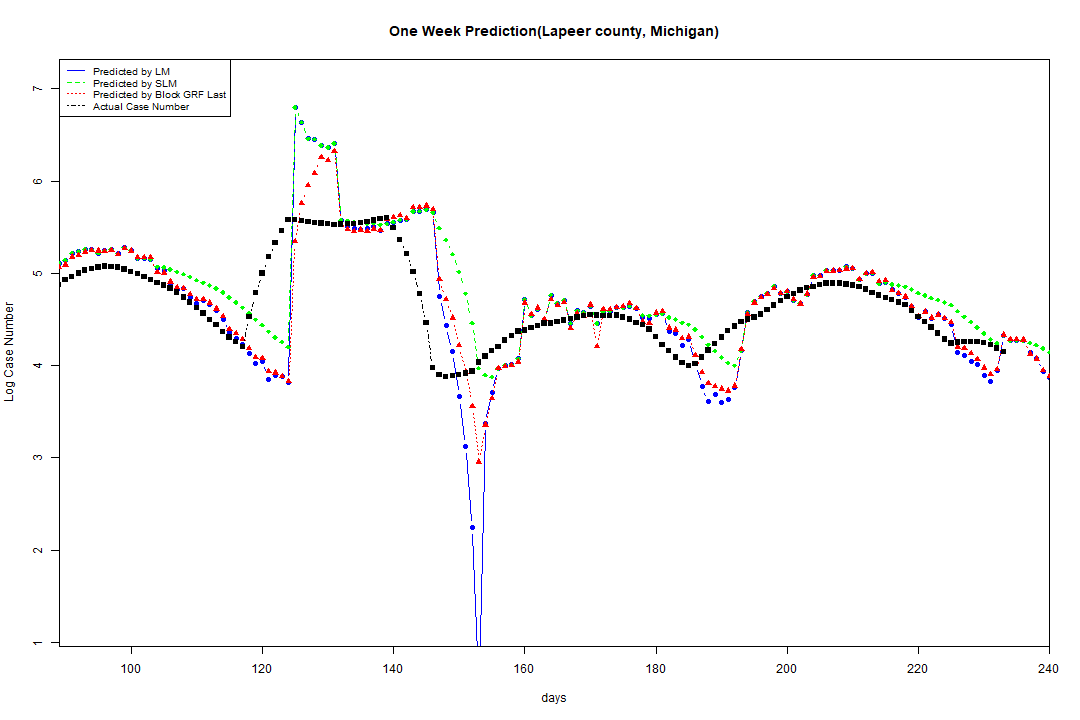 One Week Prediction(Lapeer county, Michigan)
Predicted by LM
Predicted by SLM
Predicted by Block GRF Last
Actual Case Number
7
6
5
4
3
2
1
Log Case Number
100 120 140 160 180 200 220 240
days